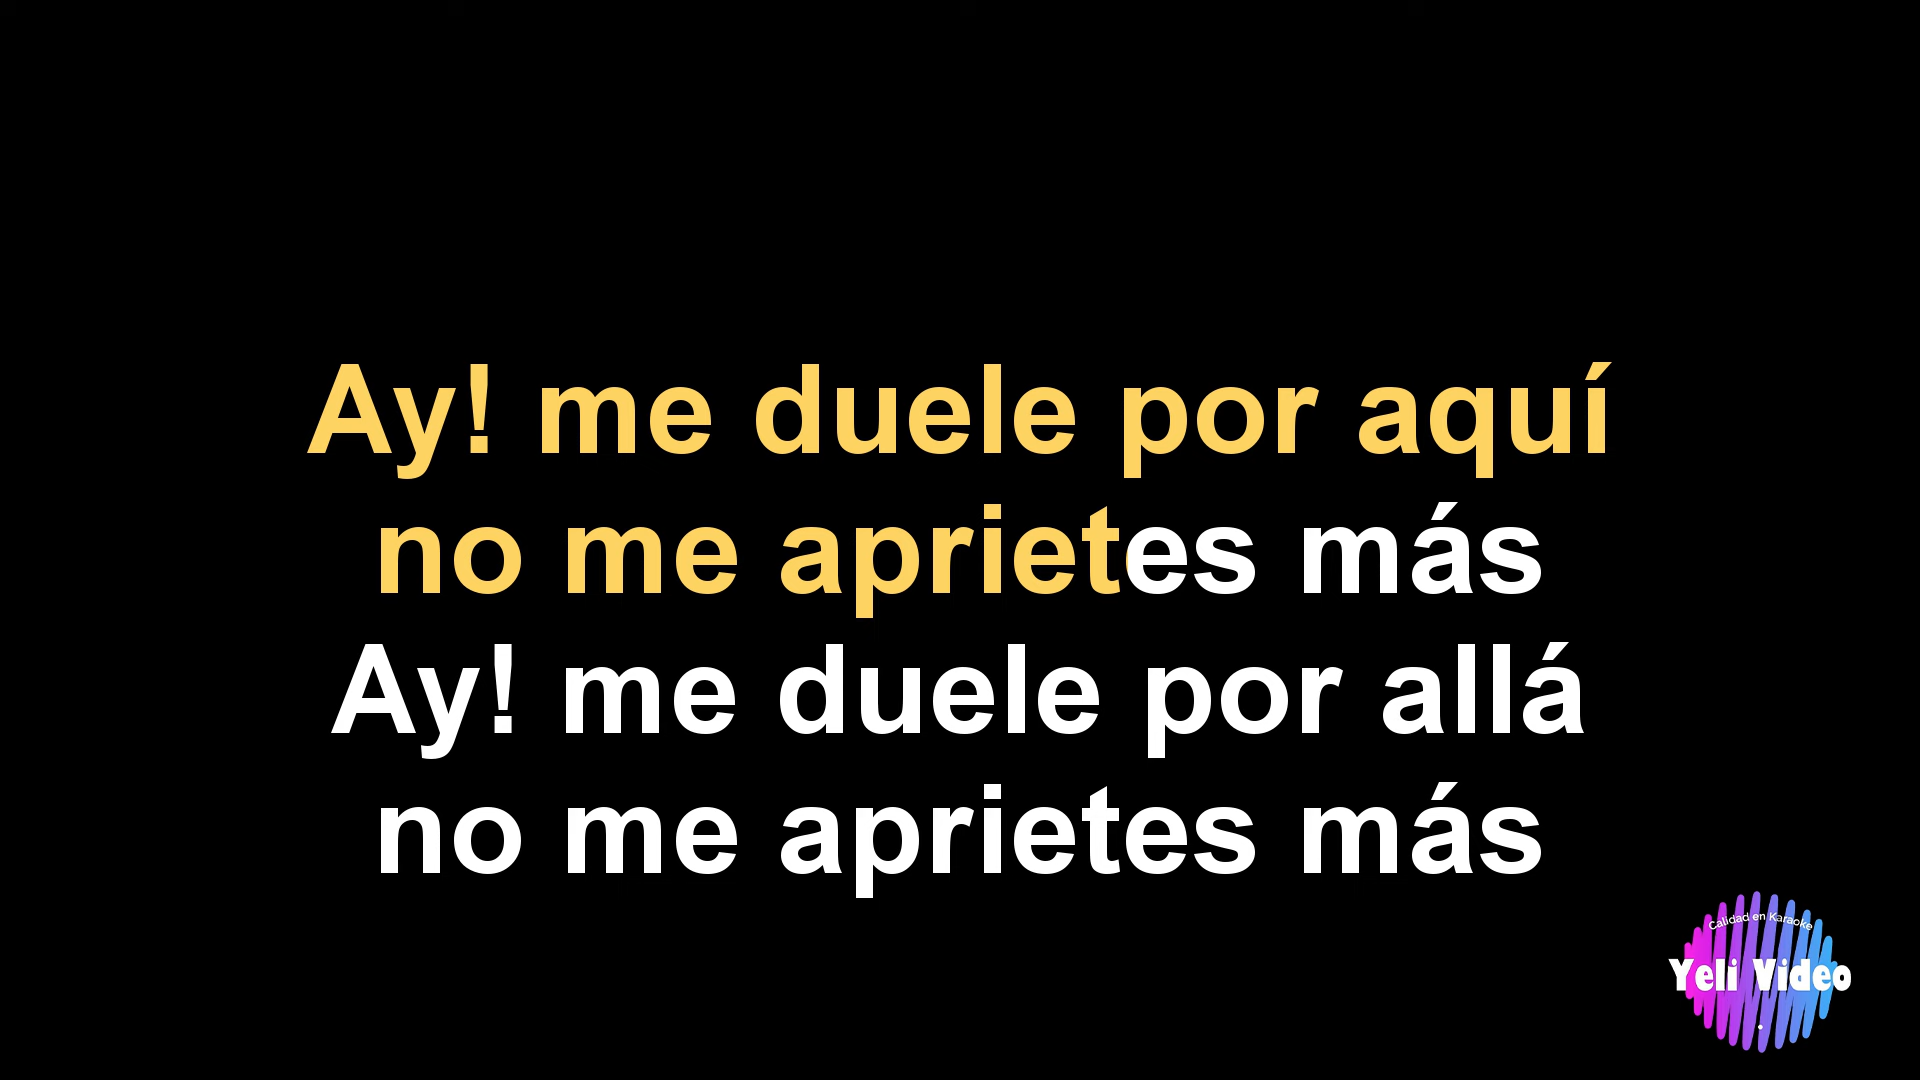 Ay! me duele por aquí
no me aprietes más
Ay! me duele por allá
no me aprietes más
Calidad en Karaoke
Yeli Video